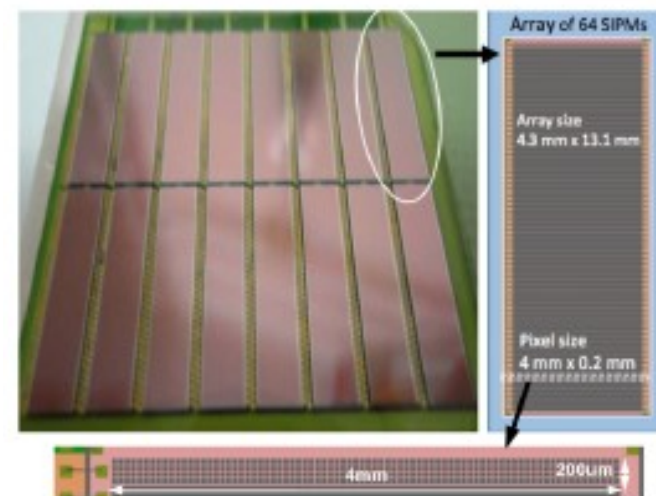 Array of 64 SIPMs
Array size
4.3 mm x 13.1 mm
Pixel size
4 mm x 0.2 mm
4mm
200um